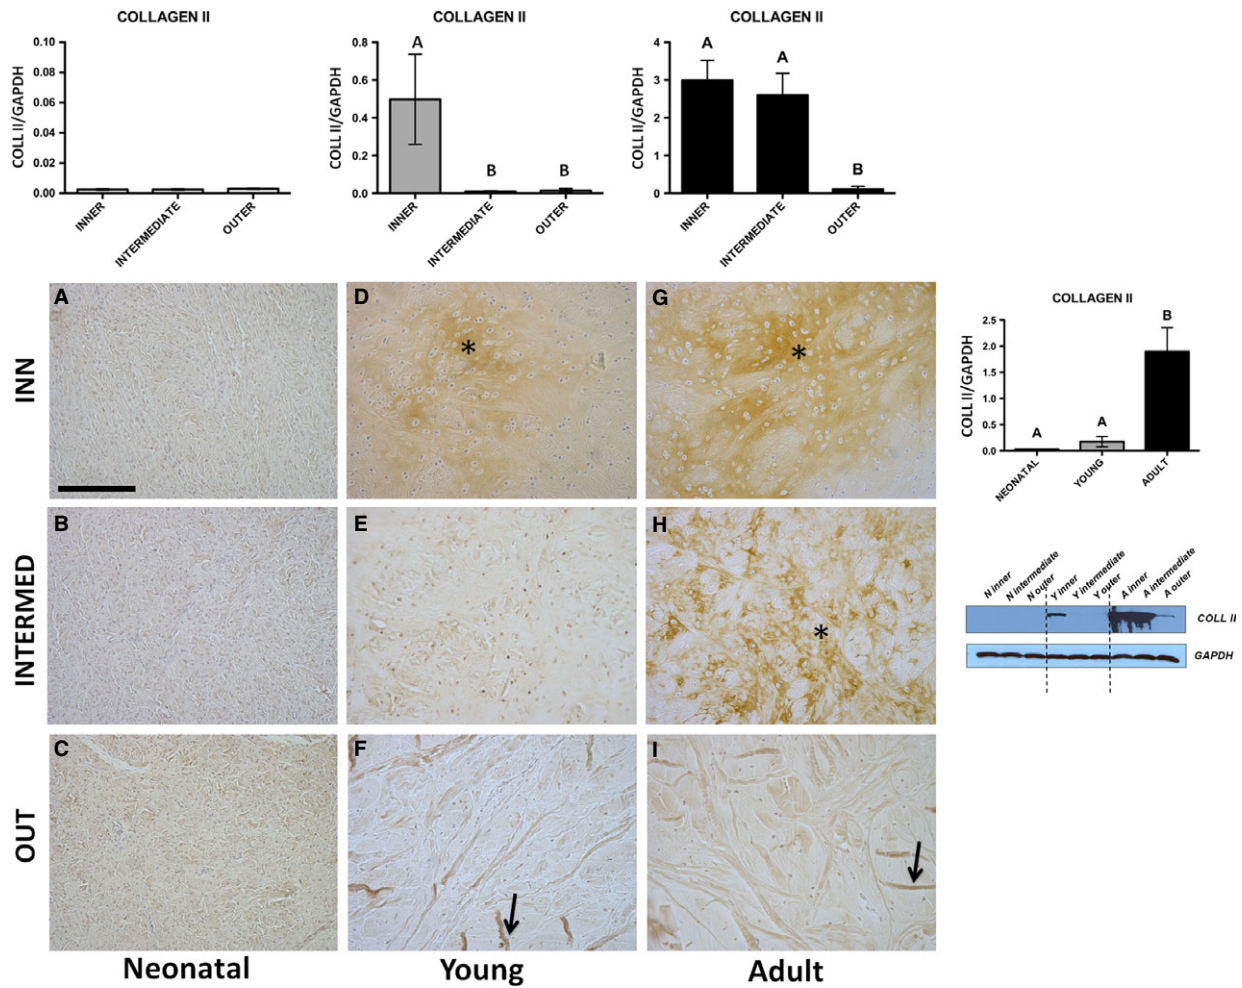 COLLAGEN II
COLL II/GAPDH
0.10
0.08
0.06
0.04
0.02
0.00
INNER
INTERMEDIATE
OUTER
COLLAGEN II
COLL II/GAPDH
0.8
0.6
0.4
0.2
0.0
A
B
B
INNER
INTERMEDIATE
OUTER
COLLAGEN II
COLL II/GAPDH
4
3
2
1
0
A
A
B
INNER
INTERMEDIATE
OUTER
INN
A
D
*
G
*
INTERMED
B
E
H
*
OUT
C
F
I
Neonatal
Young
Adult
COLLAGEN II
COLL II/GAPDH
2.5
2.0
1.5
1.0
0.5
0.0
A
A
B
NEONATAL
YOUNG
ADULT
N inner
N intermediate
N outer
Y inner
Y intermediate
Y outer
A inner
A intermediate
A outer
COLL II
GAPDH